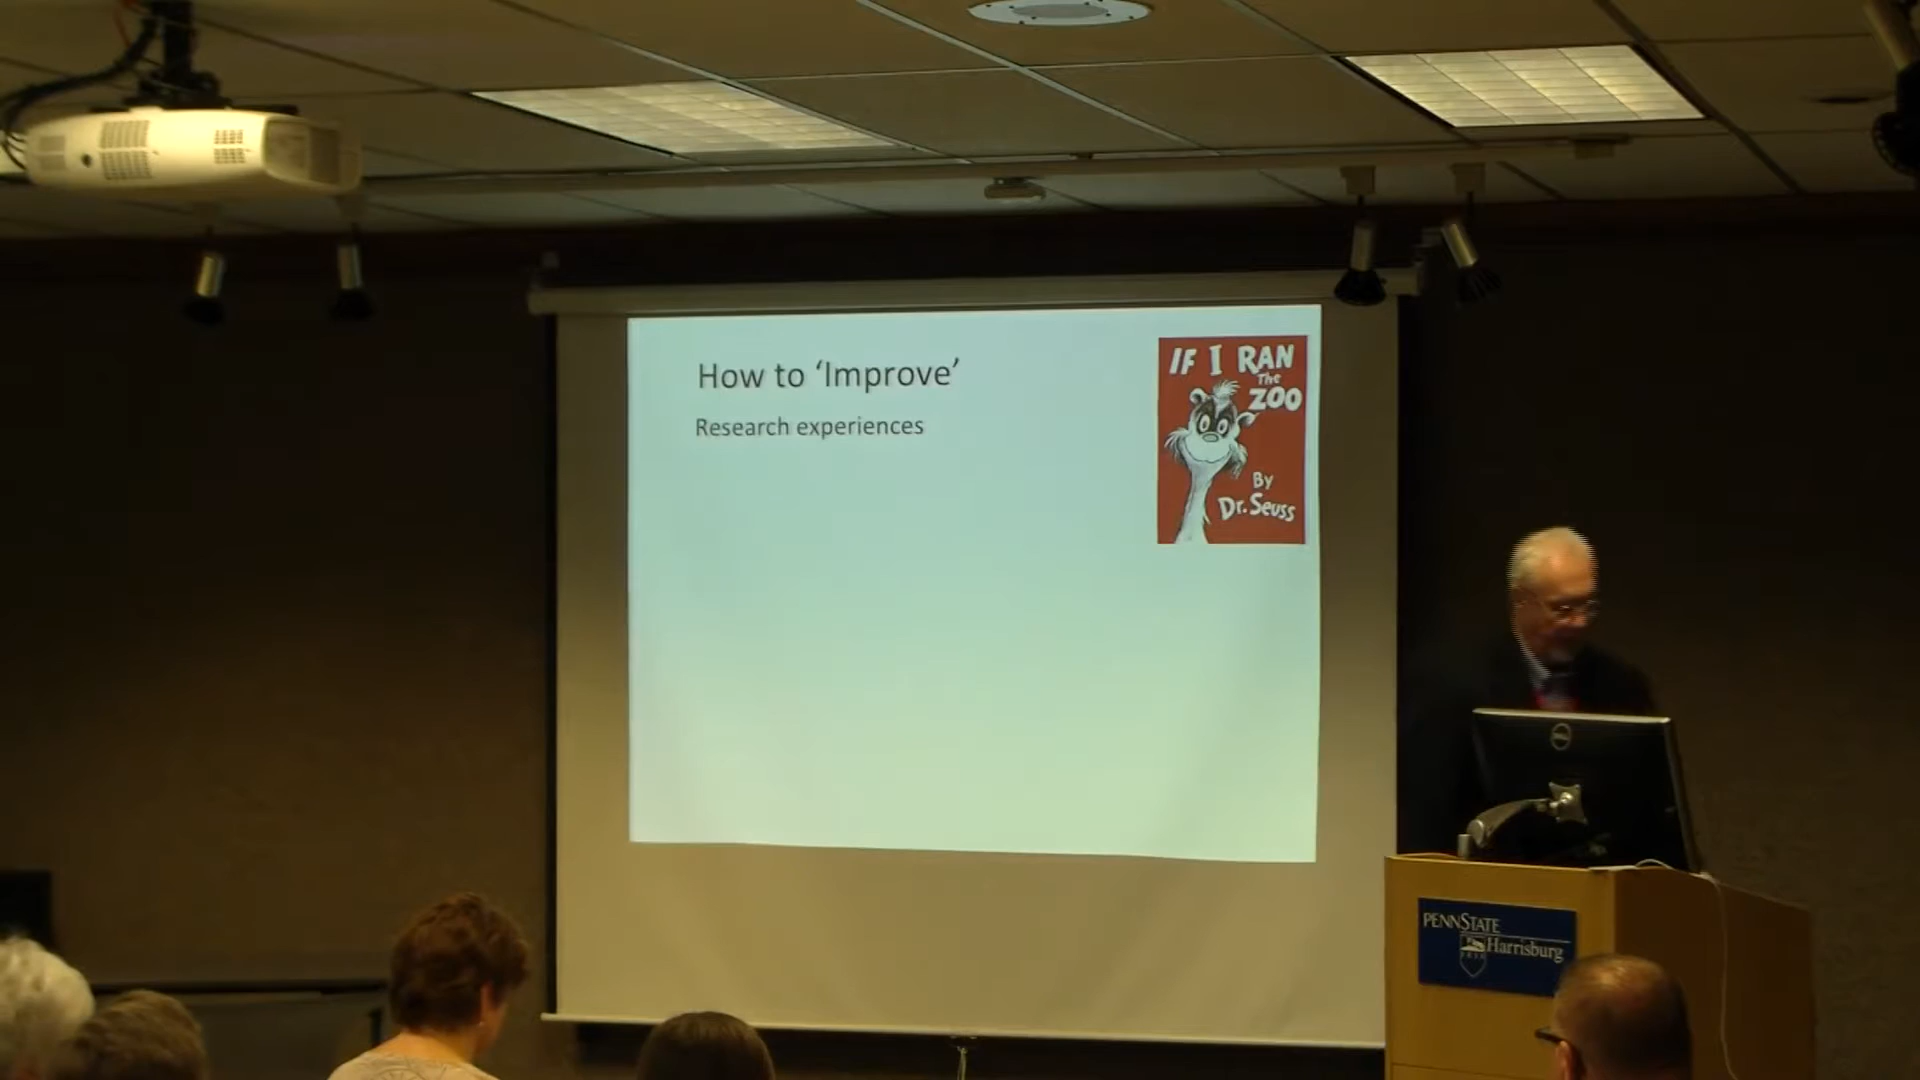 How to ‘Improve’
Research experiences
IF I RAN
The
ZOO
By
Dr. Seuss
DELL
PENNSTATE
Harrisburg